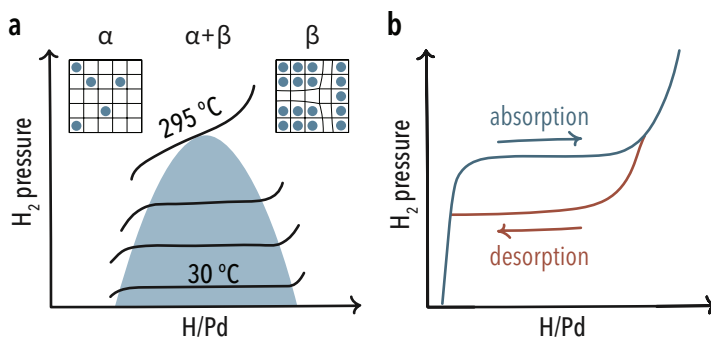 a
α
α+β
β
295 °C
30 °C
H₂ pressure
H/Pd
b
absorption
desorption
H₂ pressure
H/Pd